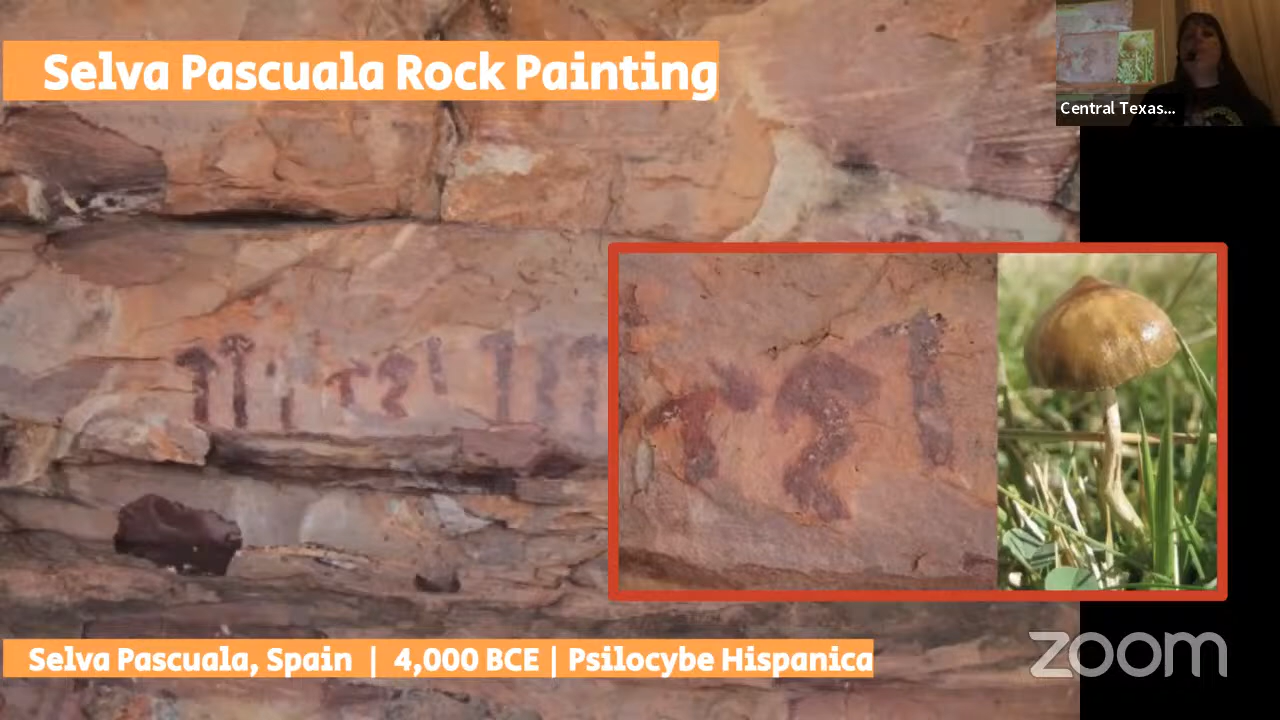 Selva Pascuala Rock Painting
Central Texas...
Selva Pascuala, Spain | 4,000 BCE | Psilocybe Hispanica
zoom